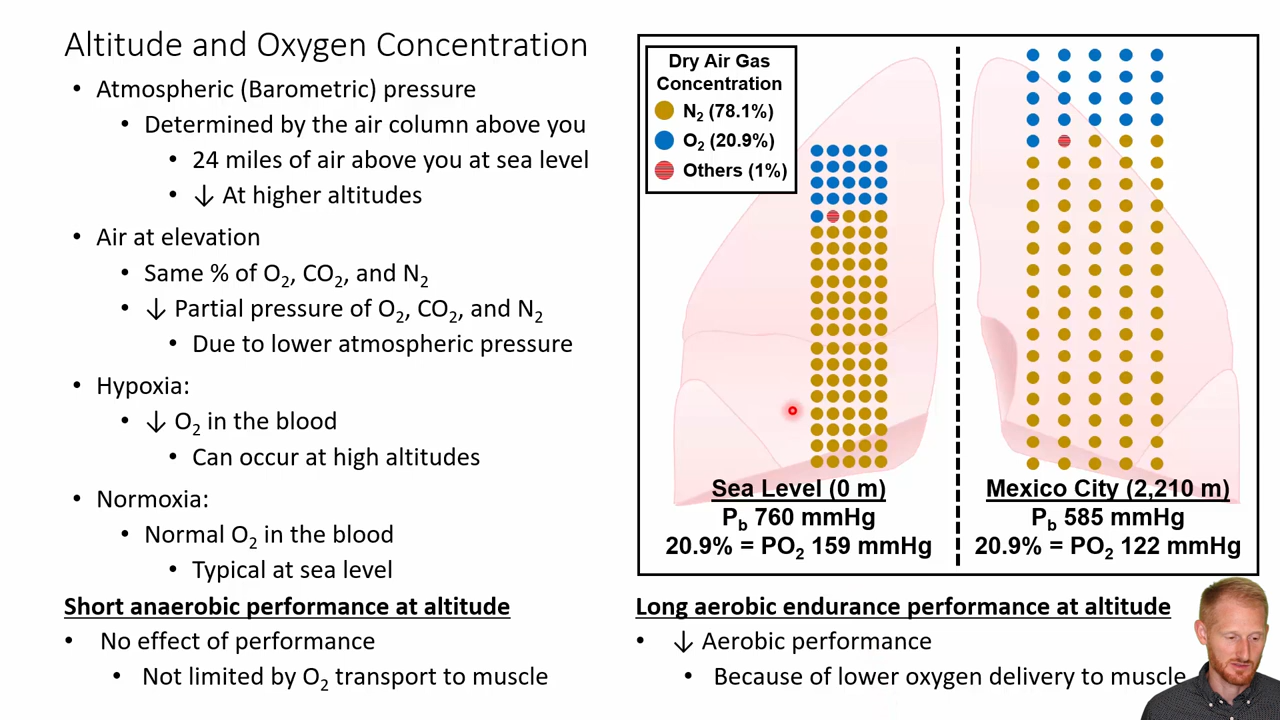 Altitude and Oxygen Concentration
• Atmospheric (Barometric) pressure
• Determined by the air column above you
• 24 miles of air above you at sea level
• ↓ At higher altitudes
• Air at elevation
• Same % of O₂, CO₂, and N₂
• ↓ Partial pressure of O₂, CO₂, and N₂
• Due to lower atmospheric pressure
• Hypoxia:
• ↓ O₂ in the blood
• Can occur at high altitudes
• Normoxia:
• Normal O₂ in the blood
• Typical at sea level
Short anaerobic performance at altitude
• No effect of performance
• Not limited by O₂ transport to muscle
Dry Air Gas
Concentration
N₂ (78.1%)
O₂ (20.9%)
Others (1%)
Sea Level (0 m)
P_b 760 mmHg
20.9% = PO₂ 159 mmHg
Mexico City (2,210 m)
P_b 585 mmHg
20.9% = PO₂ 122 mmHg
Long aerobic endurance performance at altitude
• ↓ Aerobic performance
• Because of lower oxygen delivery to muscle